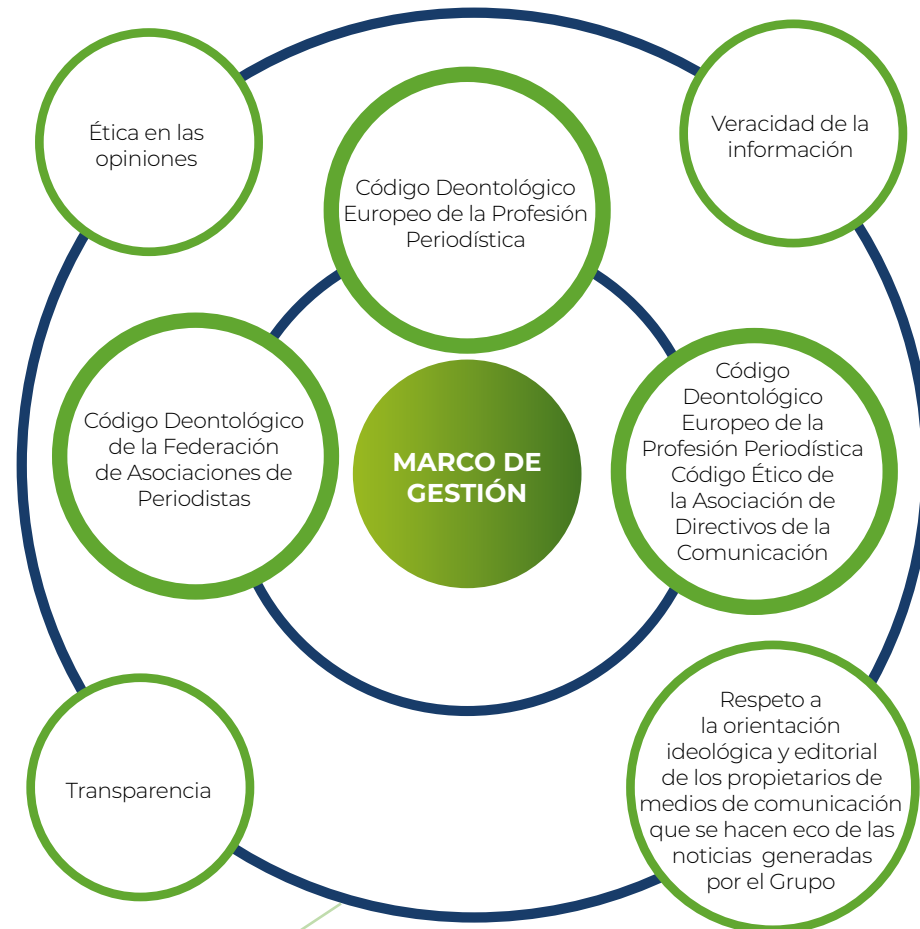 Ética en las
opiniones
Veracidad de la
información
Código Deontológico
Europeo de la Profesión
Periodística
Código Deontológico
de la Federación
de Asociaciones de
Periodistas
MARCO DE
GESTIÓN
Código
Deontológico
Europeo de la
Profesión Periodística
Código Ético de
la Asociación de
Directivos de la
Comunicación
Transparencia
Respeto a
la orientación
ideológica y editorial
de los propietarios de
medios de comunicación
que se hacen eco de las
noticias generadas
por el Grupo